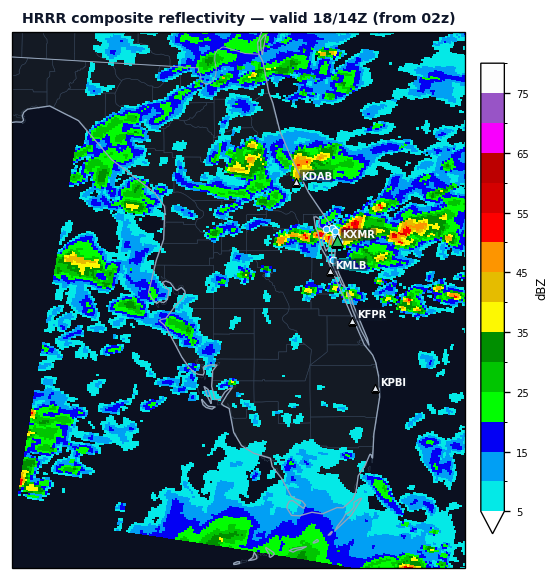 HRRR composite reflectivity — valid 18/14Z (from 02z)
KDAB
KXMR
KMLB
KFPR
KPBI
75
65
55
45
35
25
15
5
dBZ